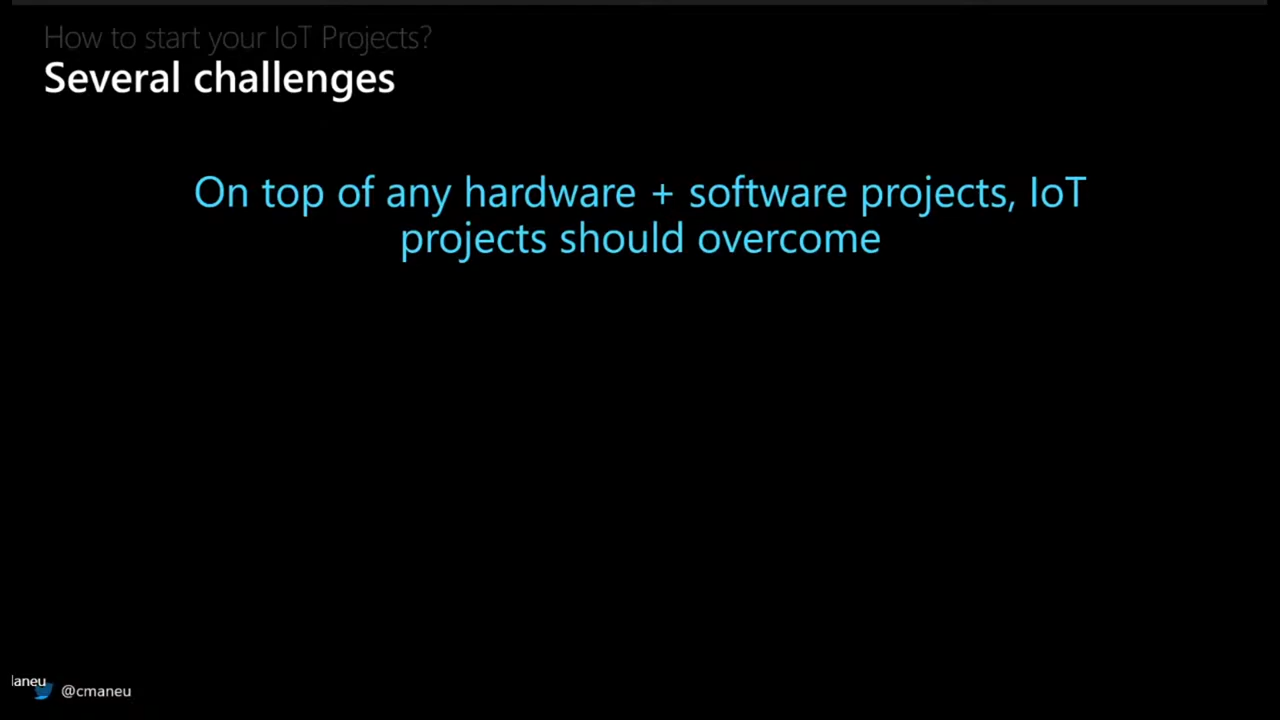 How to start your IoT Projects?
Several challenges
On top of any hardware + software projects, IoT
projects should overcome
laneu
@cmaneu